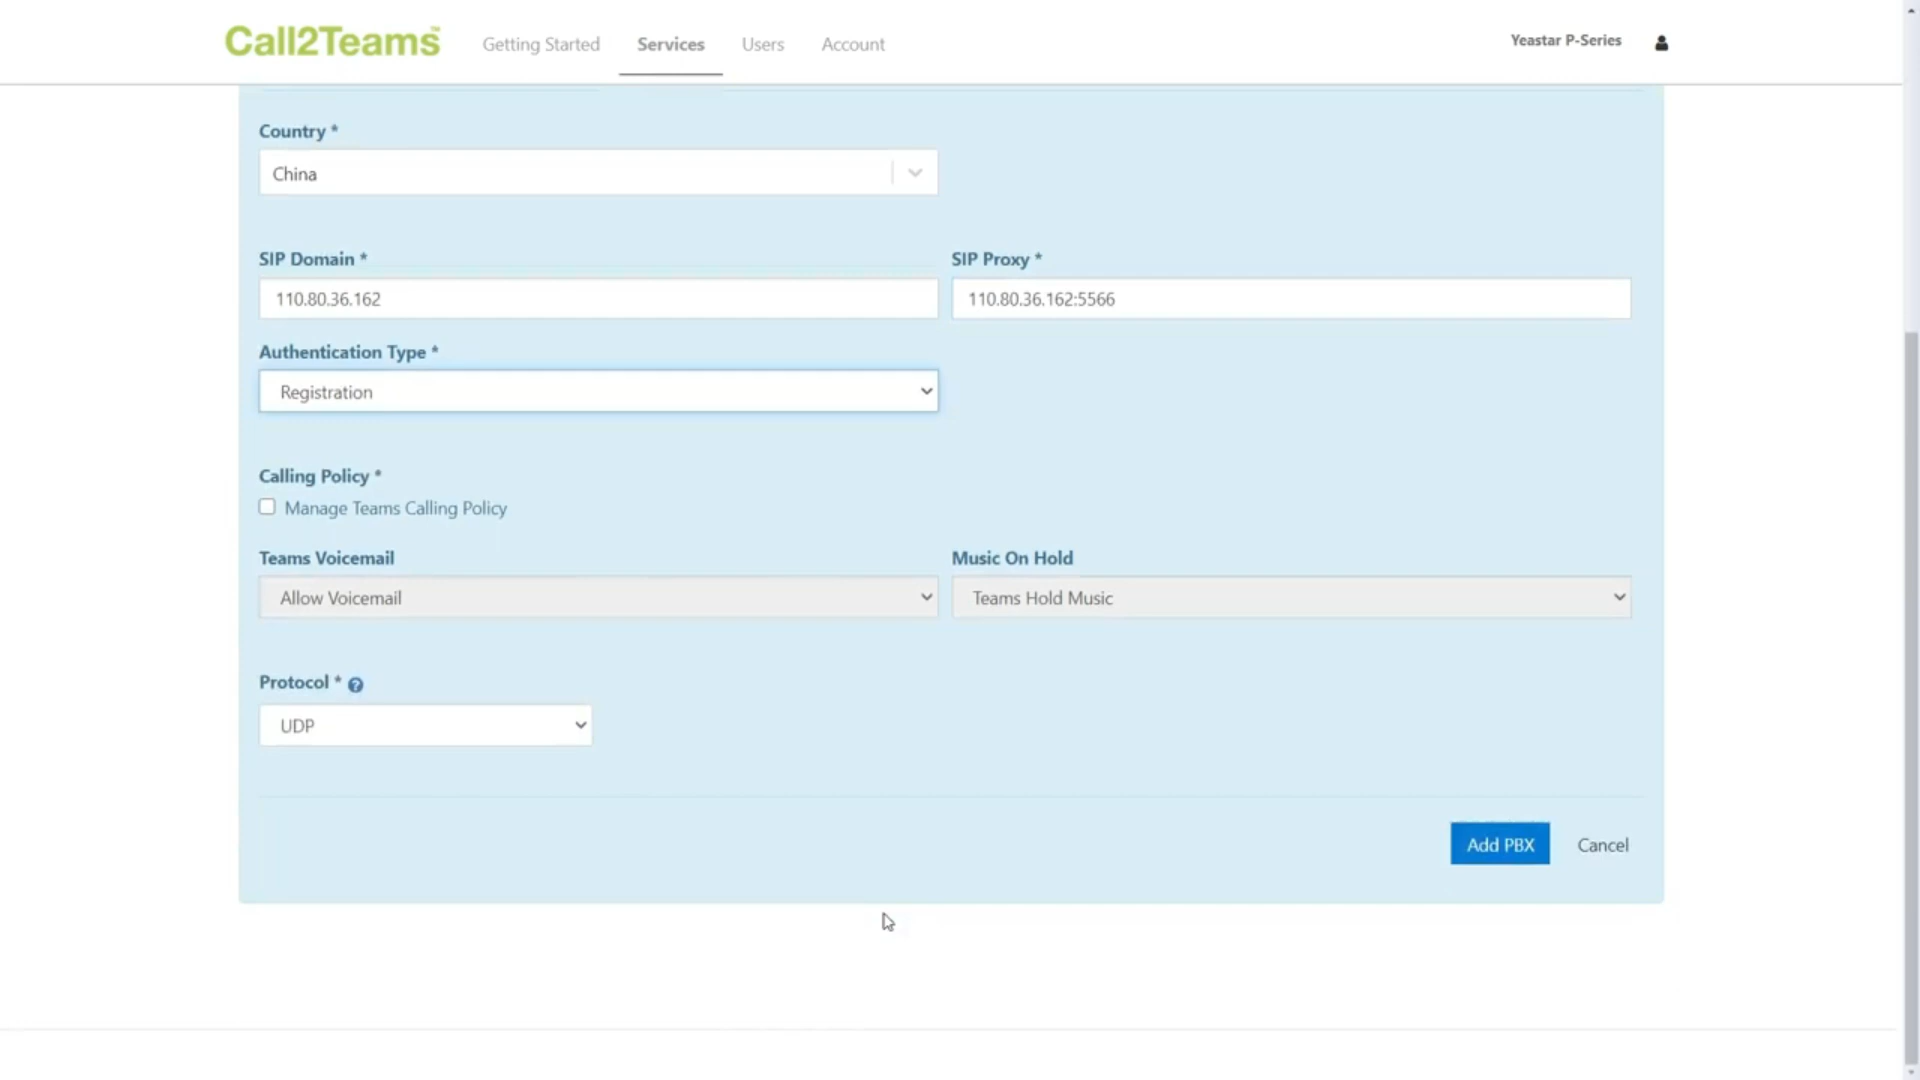 Call2Teams™ Getting Started Services Users Account Yeastar P-Series
Country *
China
SIP Domain * SIP Proxy *
110.80.36.162 110.80.36.162:5566
Authentication Type *
Registration
Calling Policy *
Manage Teams Calling Policy
Teams Voicemail Music On Hold
Allow Voicemail Teams Hold Music
Protocol * ?
UDP
Add PBX Cancel